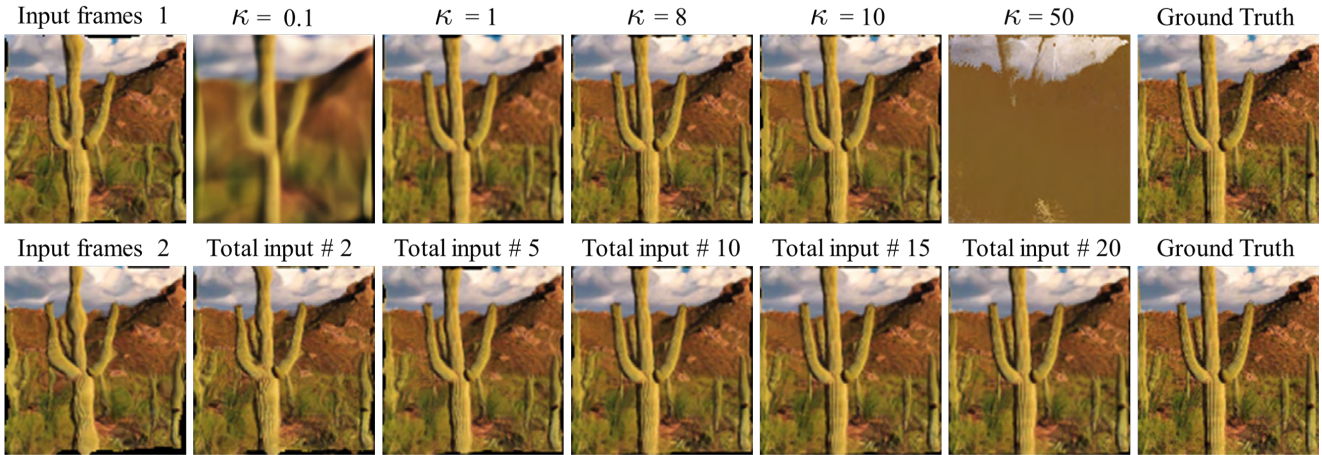 Input frames 1 κ = 0.1 κ = 1 κ = 8 κ = 10 κ = 50 Ground Truth
Input frames 2 Total input # 2 Total input # 5 Total input # 10 Total input # 15 Total input # 20 Ground Truth